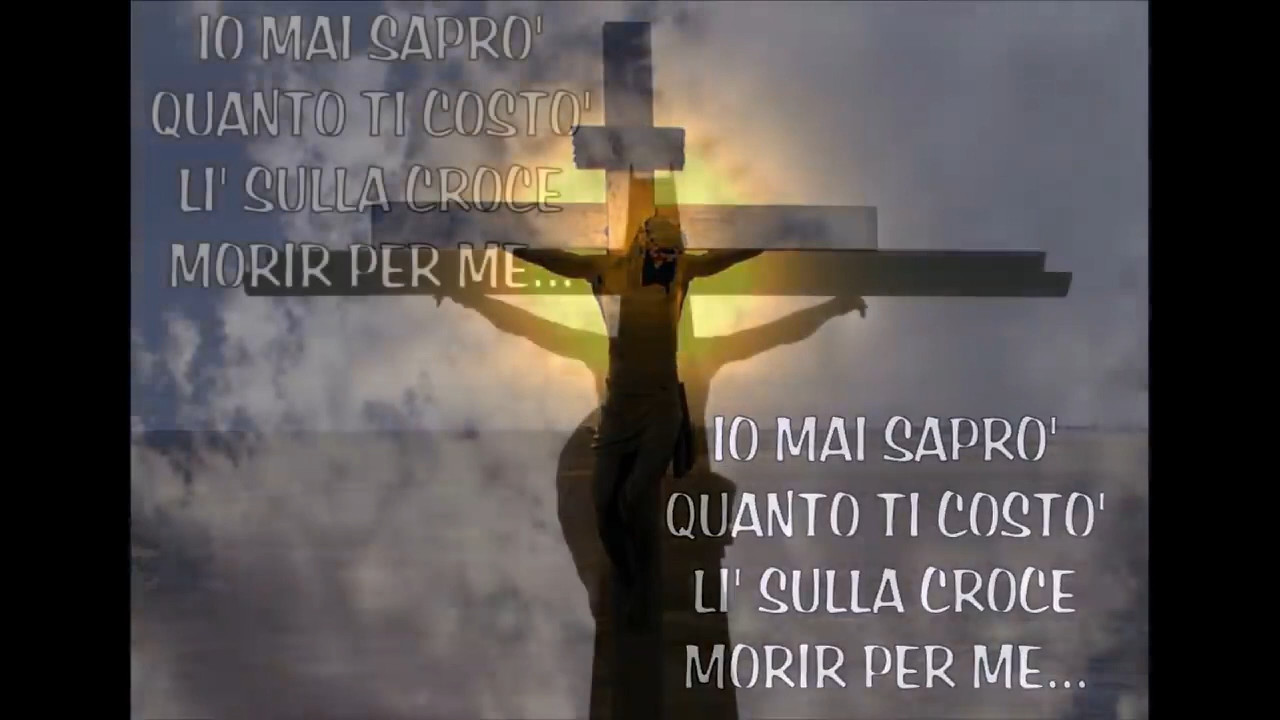 IO MAI SAPRO'
QUANTO TI COSTO'
LI' SULLA CROCE
MORIR PER ME...
IO MAI SAPRO'
QUANTO TI COSTO'
LI' SULLA CROCE
MORIR PER ME...